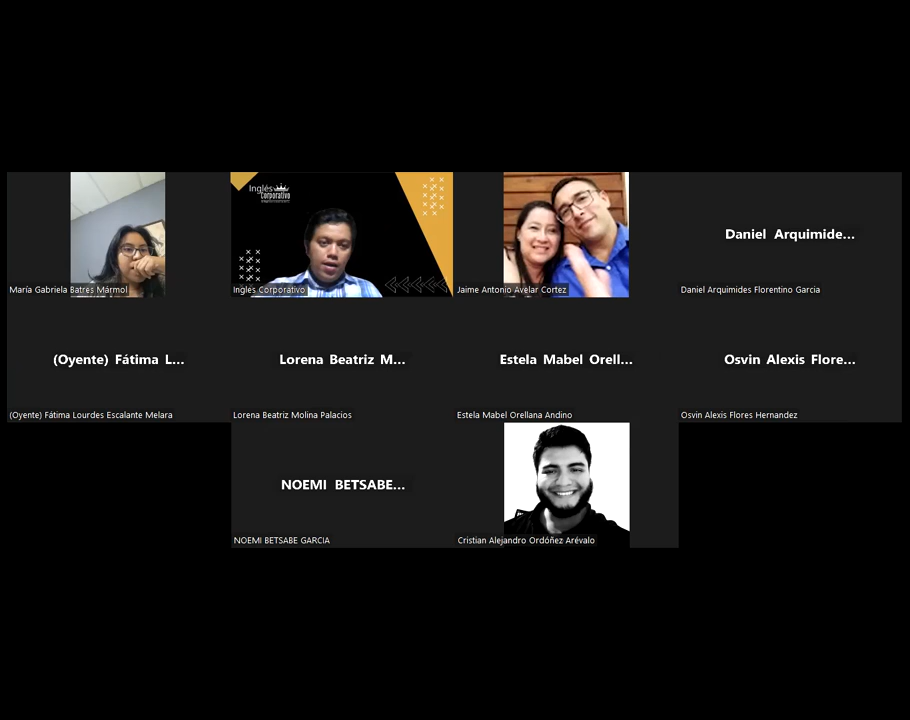 Inglés
Corporativo
María Gabriela Batres Mármol
Inglés Corporativo
Jaime Antonio Avelar Cortez
Daniel Arquimide...
Daniel Arquimides Florentino Garcia
(Oyente) Fátima L...
(Oyente) Fátima Lourdes Escalante Melara
Lorena Beatriz M...
Lorena Beatriz Molina Palacios
Estela Mabel Orell...
Estela Mabel Orellana Andino
Osvin Alexis Flore...
Osvin Alexis Flores Hernandez
NOEMI BETSABE...
NOEMI BETSABE GARCIA
Cristian Alejandro Ordóñez Arévalo